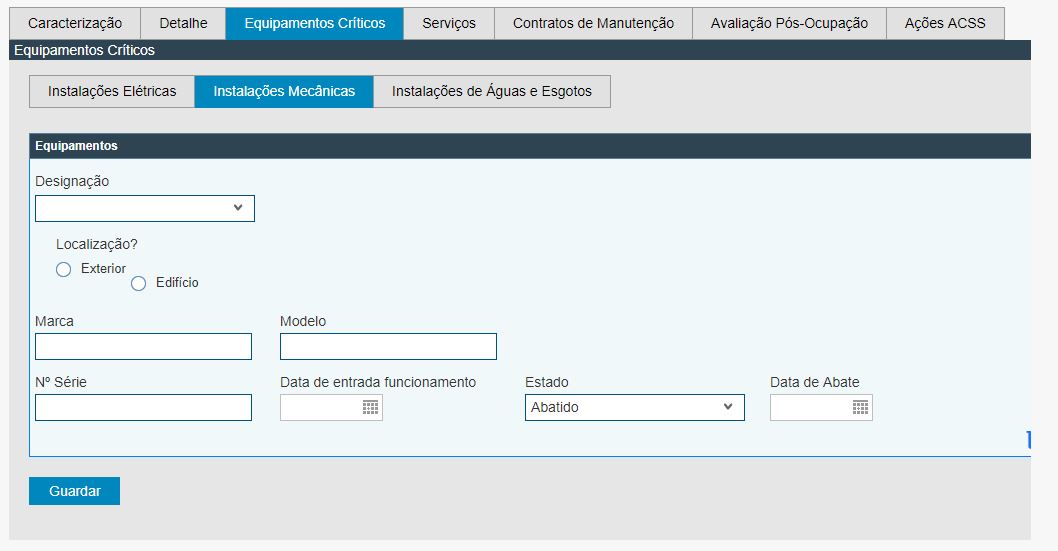 Caracterização Detalhe Equipamentos Críticos Serviços Contratos de Manutenção Avaliação Pós-Ocupação Ações ACSS
Equipamentos Críticos
Instalações Elétricas Instalações Mecânicas Instalações de Águas e Esgotos
Equipamentos
Designação
Localização?
Exterior
Edifício
Marca Modelo
Nº Série Data de entrada funcionamento Estado Data de Abate
Abatido
Guardar